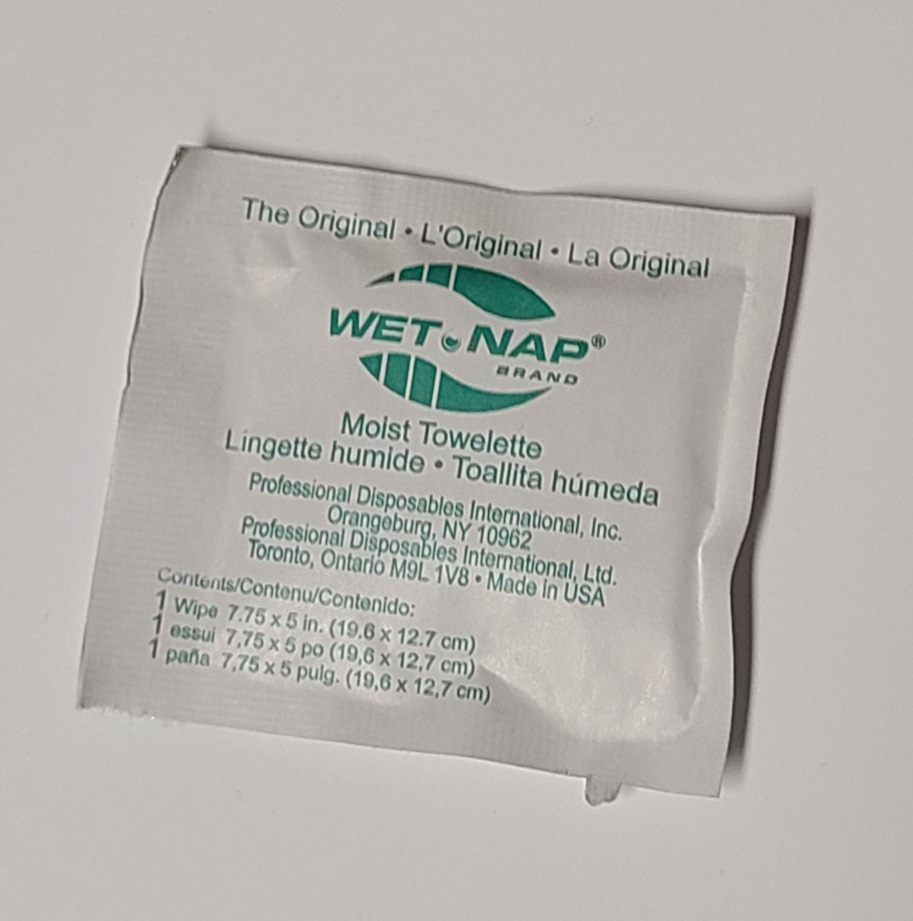 The Original • L'Original • La Original
WET•NAP®
BRAND
Moist Towelette
Lingette humide • Toallita húmeda
Professional Disposables International, Inc.
Orangeburg, NY 10962
Professional Disposables International, Ltd.
Toronto, Ontario M9L 1V8 • Made in USA
Contents/Contenu/Contenido:
1 Wipe 7.75 x 5 in. (19.6 x 12.7 cm)
1 essui 7,75 x 5 po (19,6 x 12,7 cm)
1 paña 7,75 x 5 pulg. (19,6 x 12,7 cm)